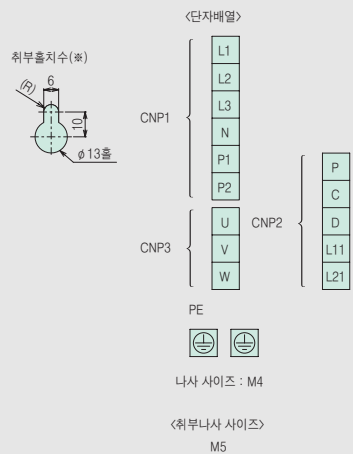 〈단자배열〉
취부홀치수(※)
6
(R)
10
ϕ13홀
CNP1
L1
L2
L3
N
P1
P2
CNP3
U
V
W
CNP2
P
C
D
L11
L21
PE
나사 사이즈 : M4
〈취부나사 사이즈〉
M5